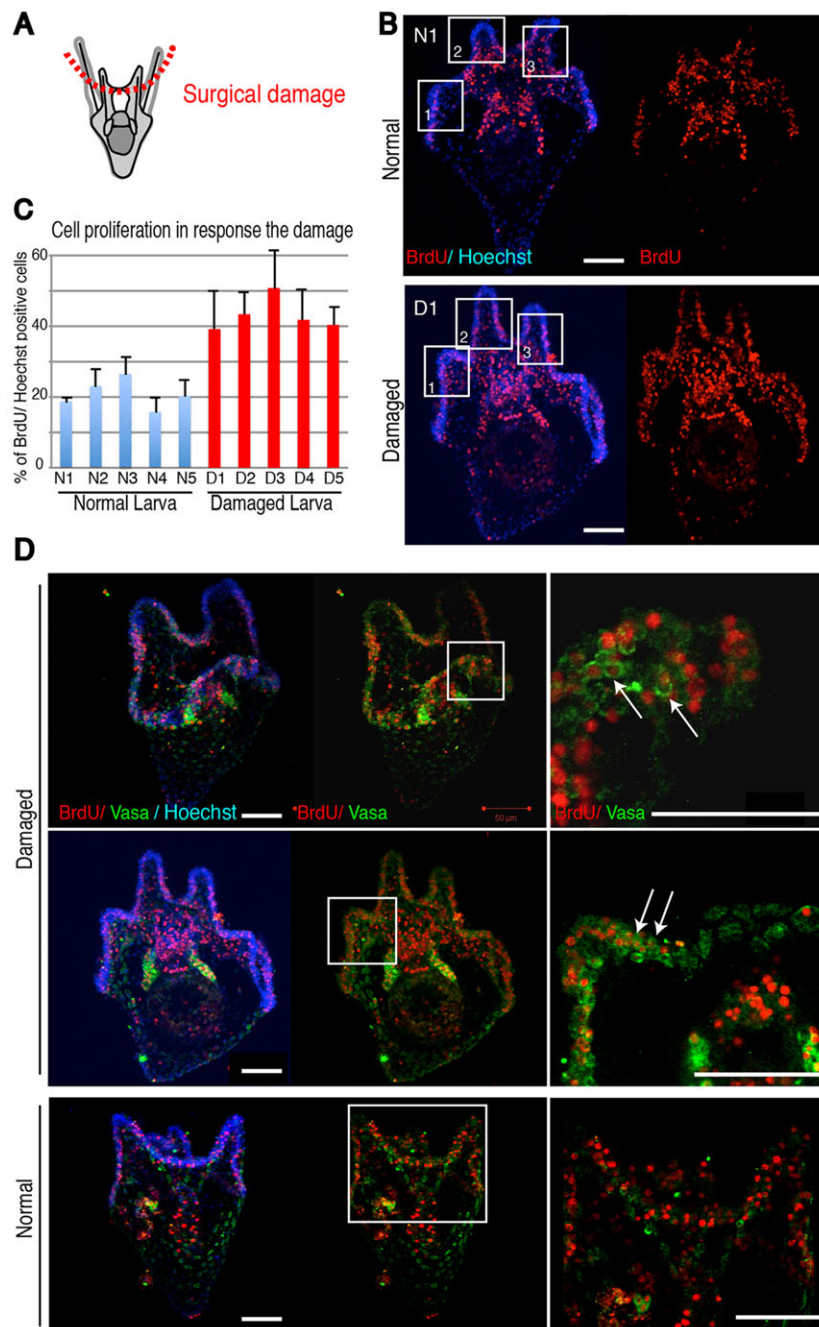 A
Surgical damage
B
N1
2
3
1
Normal
BrdU/ Hoechst
BrdU
D1
2
3
1
Damaged
C
Cell proliferation in response the damage
% of BrdU/ Hoechst positive cells
60
40
20
0
N1 N2 N3 N4 N5 D1 D2 D3 D4 D5
Normal Larva Damaged Larva
D
Damaged
BrdU/ Vasa / Hoechst
BrdU/ Vasa
50 µm
BrdU/ Vasa
Normal